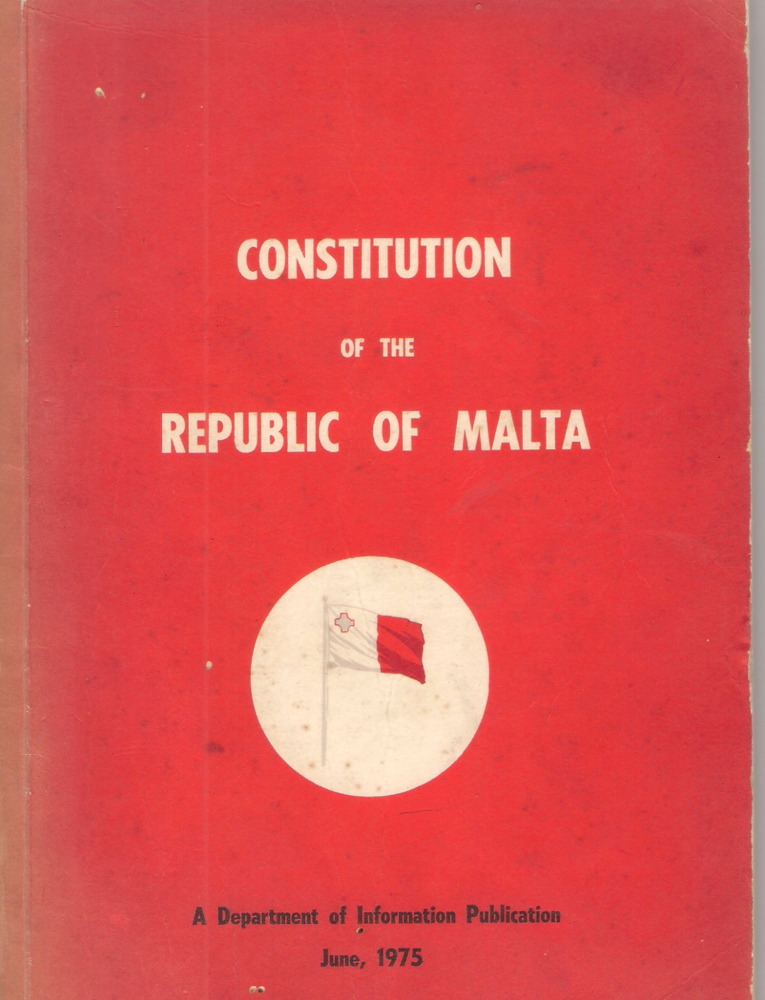 CONSTITUTION
OF THE
REPUBLIC OF MALTA
A Department of Information Publication
June, 1975